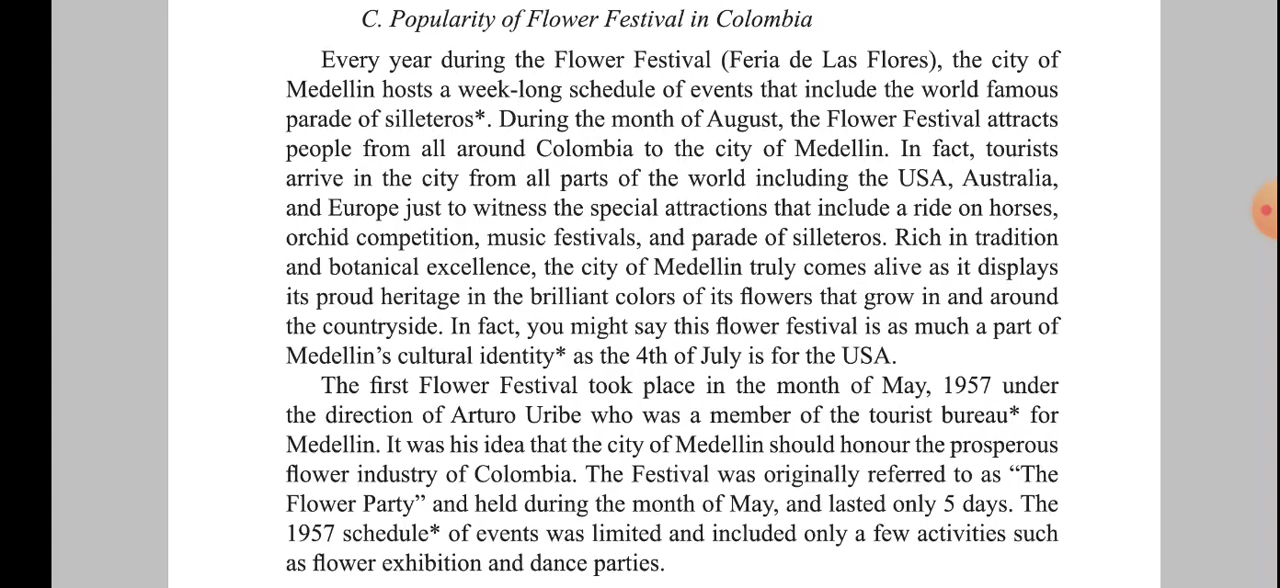 C. Popularity of Flower Festival in Colombia
Every year during the Flower Festival (Feria de Las Flores), the city of
Medellin hosts a week-long schedule of events that include the world famous
parade of silleteros*. During the month of August, the Flower Festival attracts
people from all around Colombia to the city of Medellin. In fact, tourists
arrive in the city from all parts of the world including the USA, Australia,
and Europe just to witness the special attractions that include a ride on horses,
orchid competition, music festivals, and parade of silleteros. Rich in tradition
and botanical excellence, the city of Medellin truly comes alive as it displays
its proud heritage in the brilliant colors of its flowers that grow in and around
the countryside. In fact, you might say this flower festival is as much a part of
Medellin’s cultural identity* as the 4th of July is for the USA.
The first Flower Festival took place in the month of May, 1957 under
the direction of Arturo Uribe who was a member of the tourist bureau* for
Medellin. It was his idea that the city of Medellin should honour the prosperous
flower industry of Colombia. The Festival was originally referred to as “The
Flower Party” and held during the month of May, and lasted only 5 days. The
1957 schedule* of events was limited and included only a few activities such
as flower exhibition and dance parties.